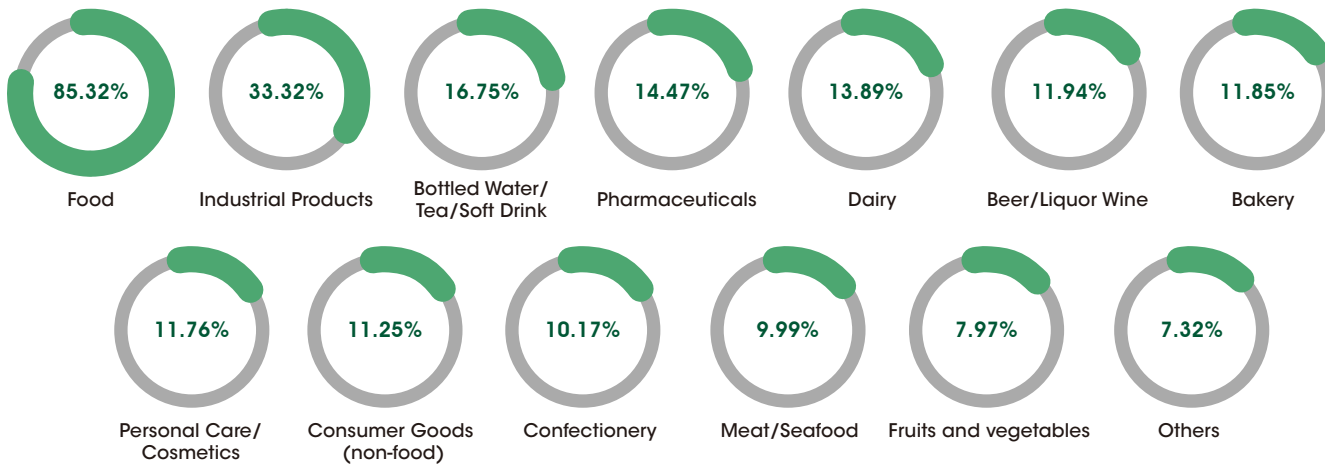 85.32%
33.32%
16.75%
14.47%
13.89%
11.94%
11.85%
Food
Industrial Products
Bottled Water/
Tea/Soft Drink
Pharmaceuticals
Dairy
Beer/Liquor Wine
Bakery
11.76%
11.25%
10.17%
9.99%
7.97%
7.32%
Personal Care/
Cosmetics
Consumer Goods
(non-food)
Confectionery
Meat/Seafood
Fruits and vegetables
Others